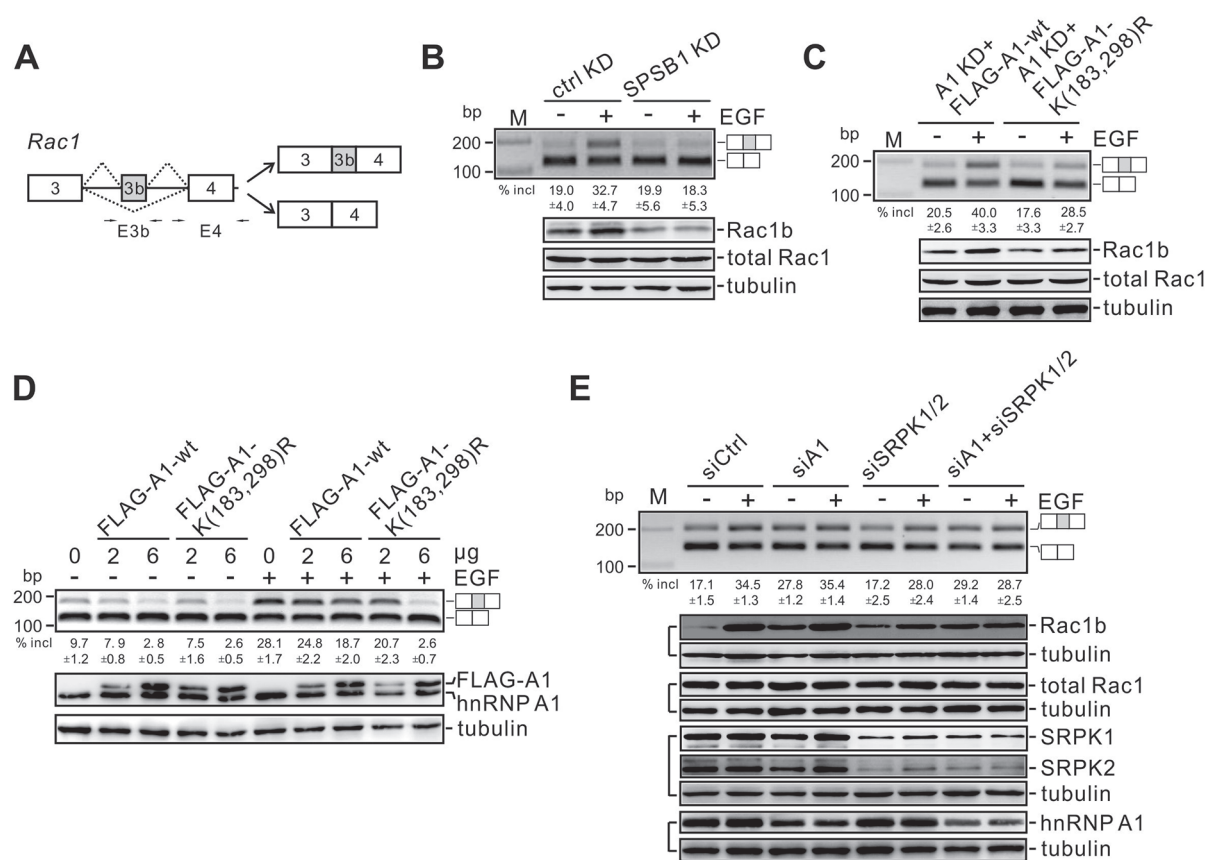 A
Rac1
3
3b
4
E3b
E4
3
3b
4
3
4
B
ctrl KD
SPSB1 KD
bp
M
-
+
-
+
EGF
200
100
% incl
19.0
32.7
19.9
18.3
±4.0
±4.7
±5.6
±5.3
Rac1b
total Rac1
tubulin
C
A1 KD+
FLAG-A1-wt
A1 KD+
FLAG-A1-
K(183,298)R
bp
M
-
+
-
+
EGF
200
100
% incl
20.5
40.0
17.6
28.5
±2.6
±3.3
±3.3
±2.7
Rac1b
total Rac1
tubulin
D
FLAG-A1-wt
FLAG-A1-
K(183,298)R
FLAG-A1-wt
FLAG-A1-
K(183,298)R
0 2 6 2 6 0 2 6 2 6 µg
- - - - - + + + + + EGF
bp
200
100
% incl
9.7 7.9 2.8 7.5 2.6 28.1 24.8 18.7 20.7 2.6
±1.2 ±0.8 ±0.5 ±1.6 ±0.5 ±1.7 ±2.2 ±2.0 ±2.3 ±0.7
FLAG-A1
hnRNP A1
tubulin
E
siCtrl
siA1
siSRPK1/2
siA1+siSRPK1/2
bp
M
- + - + - + - + EGF
200
100
% incl
17.1 34.5 27.8 35.4 17.2 28.0 29.2 28.7
±1.5 ±1.3 ±1.2 ±1.4 ±2.5 ±2.4 ±1.4 ±2.5
Rac1b
tubulin
total Rac1
tubulin
SRPK1
SRPK2
tubulin
hnRNP A1
tubulin